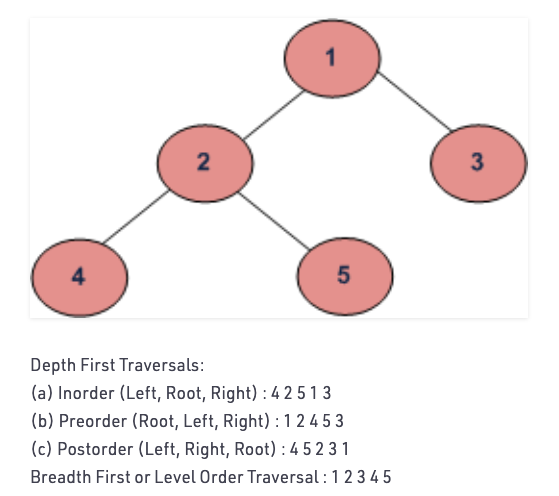 1
2
3
4
5
Depth First Traversals:
(a) Inorder (Left, Root, Right) : 4 2 5 1 3
(b) Preorder (Root, Left, Right) : 1 2 4 5 3
(c) Postorder (Left, Right, Root) : 4 5 2 3 1
Breadth First or Level Order Traversal : 1 2 3 4 5